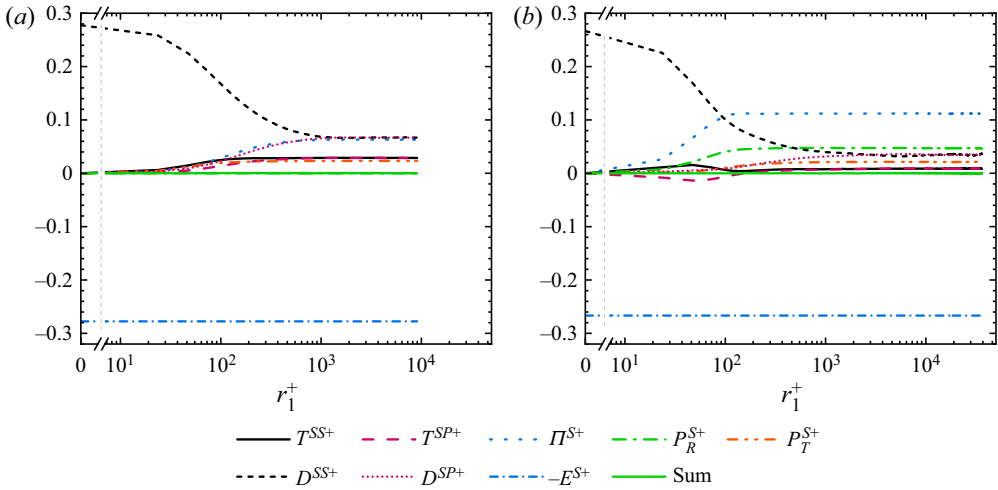 (a)
(b)
0.3
0.2
0.1
0
−0.1
−0.2
−0.3
0 10¹ 10² 10³ 10⁴
r₁⁺
0.3
0.2
0.1
0
−0.1
−0.2
−0.3
0 10¹ 10² 10³ 10⁴
r₁⁺
T^{SS+} T^{SP+} Π^{S+} P_R^{S+} P_T^{S+}
D^{SS+} D^{SP+} −E^{S+} Sum